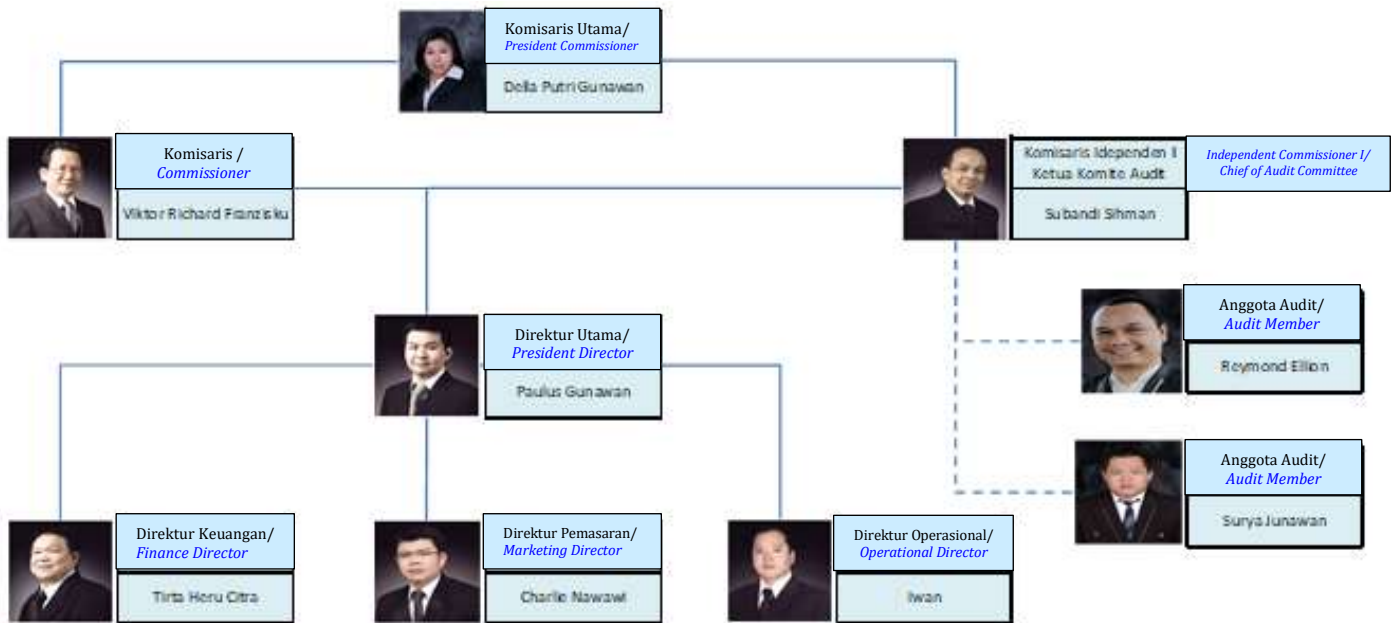 Komisaris Utama/
President Commissioner
Della Putri Gunawan
Komisaris /
Commissioner
Viktor Richard Franzisku
Komisaris Idependen I
Ketua Komite Audit
Independent Commissioner I/
Chief of Audit Committee
Subandi Sihman
Direktur Utama/
President Director
Paulus Gunawan
Anggota Audit/
Audit Member
Reymond Ellion
Anggota Audit/
Audit Member
Surya Junawan
Direktur Keuangan/
Finance Director
Tirta Heru Citra
Direktur Pemasaran/
Marketing Director
Charlie Nawawi
Direktur Operasional/
Operational Director
Iwan